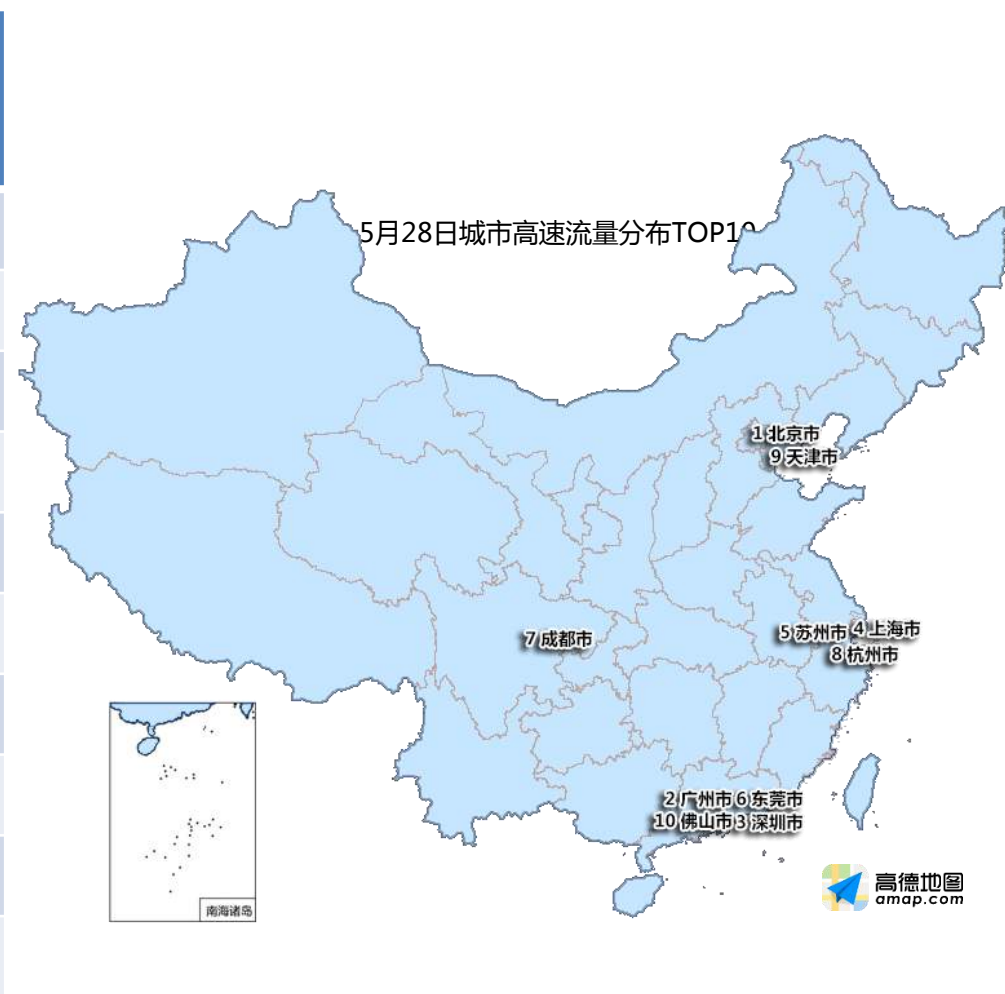 5月28日城市高速流量分布TOP10
1 北京市
9 天津市
7 成都市
5 苏州市 4 上海市
8 杭州市
2 广州市 6 东莞市
10 佛山市 3 深圳市
南海诸岛
高德地图
amap.com